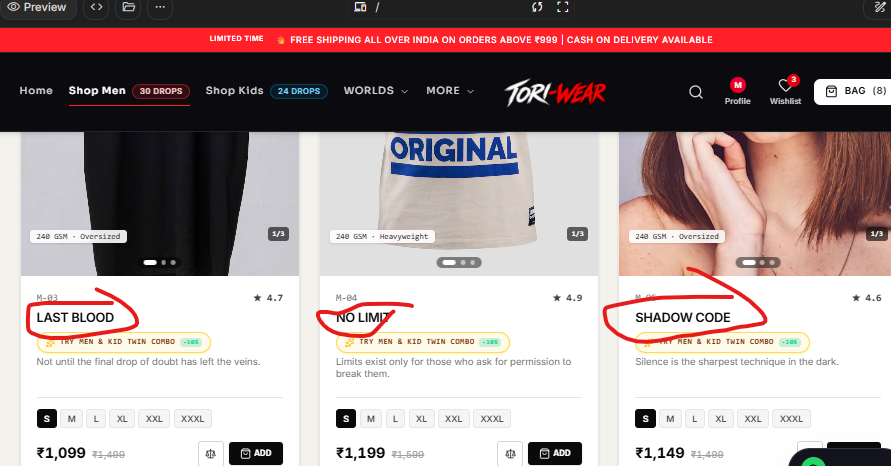 Preview
/
LIMITED TIME 🔥 FREE SHIPPING ALL OVER INDIA ON ORDERS ABOVE ₹999 | CASH ON DELIVERY AVAILABLE
Home Shop Men 30 DROPS Shop Kids 24 DROPS WORLDS MORE TORI-WEAR M Profile 3 Wishlist BAG (8)
ORIGINAL
240 GSM · Oversized 1/3 240 GSM · Heavyweight 1/3 240 GSM · Oversized 1/3
M-03 ★ 4.7 M-04 ★ 4.9 M-05 ★ 4.6
LAST BLOOD NO LIMIT SHADOW CODE
TRY MEN & KID TWIN COMBO -10% TRY MEN & KID TWIN COMBO -10% TRY MEN & KID TWIN COMBO -10%
Not until the final drop of doubt has left the veins. Limits exist only for those who ask for permission to Silence is the sharpest technique in the dark.
break them.
S M L XL XXL XXXL S M L XL XXL XXXL S M L XL XXL XXXL
₹1,099 ₹1,499 ADD ₹1,199 ₹1,599 ADD ₹1,149 ₹1,499